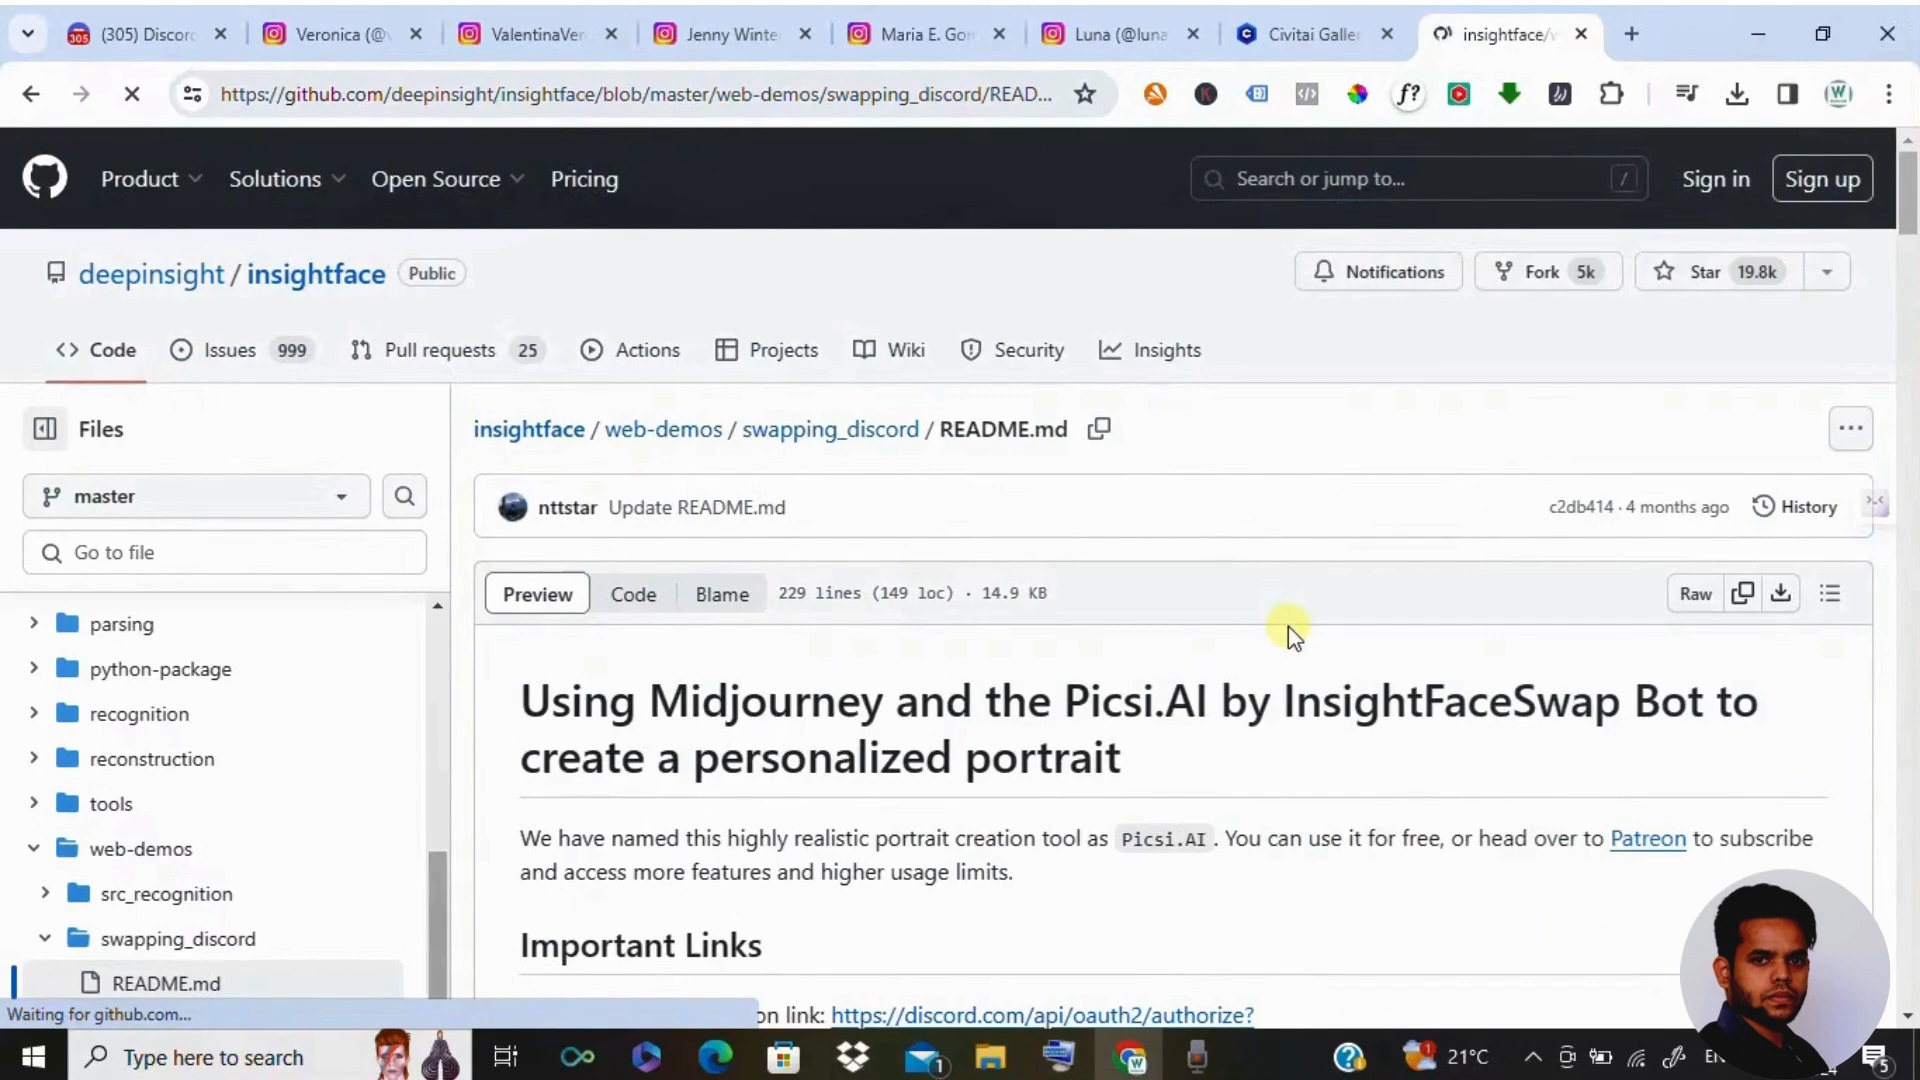 (305) Discor
Veronica (@
ValentinaVer
Jenny Winte
Maria E. Gon
Luna (@luna
Civitai Galler
insightface/
https://github.com/deepinsight/insightface/blob/master/web-demos/swapping_discord/READ...
Product
Solutions
Open Source
Pricing
Search or jump to...
/
Sign in
Sign up
deepinsight / insightface
Public
Notifications
Fork 5k
Star 19.8k
Code
Issues 999
Pull requests 25
Actions
Projects
Wiki
Security
Insights
Files
insightface / web-demos / swapping_discord / README.md
master
nttstar Update README.md
c2db414 · 4 months ago
History
Go to file
Preview
Code
Blame
229 lines (149 loc) · 14.9 KB
Raw
parsing
python-package
recognition
reconstruction
tools
web-demos
src_recognition
swapping_discord
README.md
Using Midjourney and the Picsi.AI by InsightFaceSwap Bot to
create a personalized portrait
We have named this highly realistic portrait creation tool as Picsi.AI. You can use it for free, or head over to Patreon to subscribe
and access more features and higher usage limits.
Important Links
Waiting for github.com...
on link: https://discord.com/api/oauth2/authorize?
Type here to search
1
21°C
5